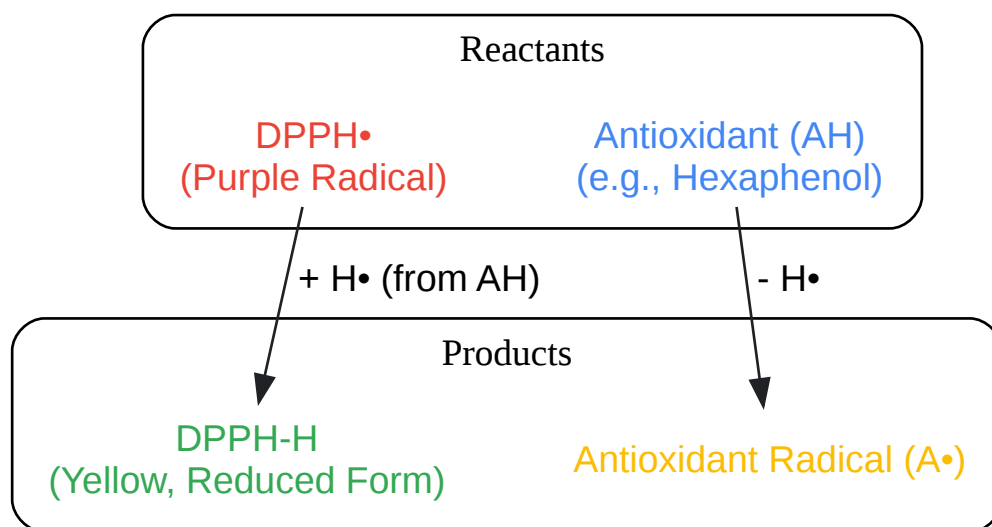 Reactants
DPPH•
(Purple Radical)
Antioxidant (AH)
(e.g., Hexaphenol)
+ H• (from AH)
- H•
Products
DPPH-H
(Yellow, Reduced Form)
Antioxidant Radical (A•)